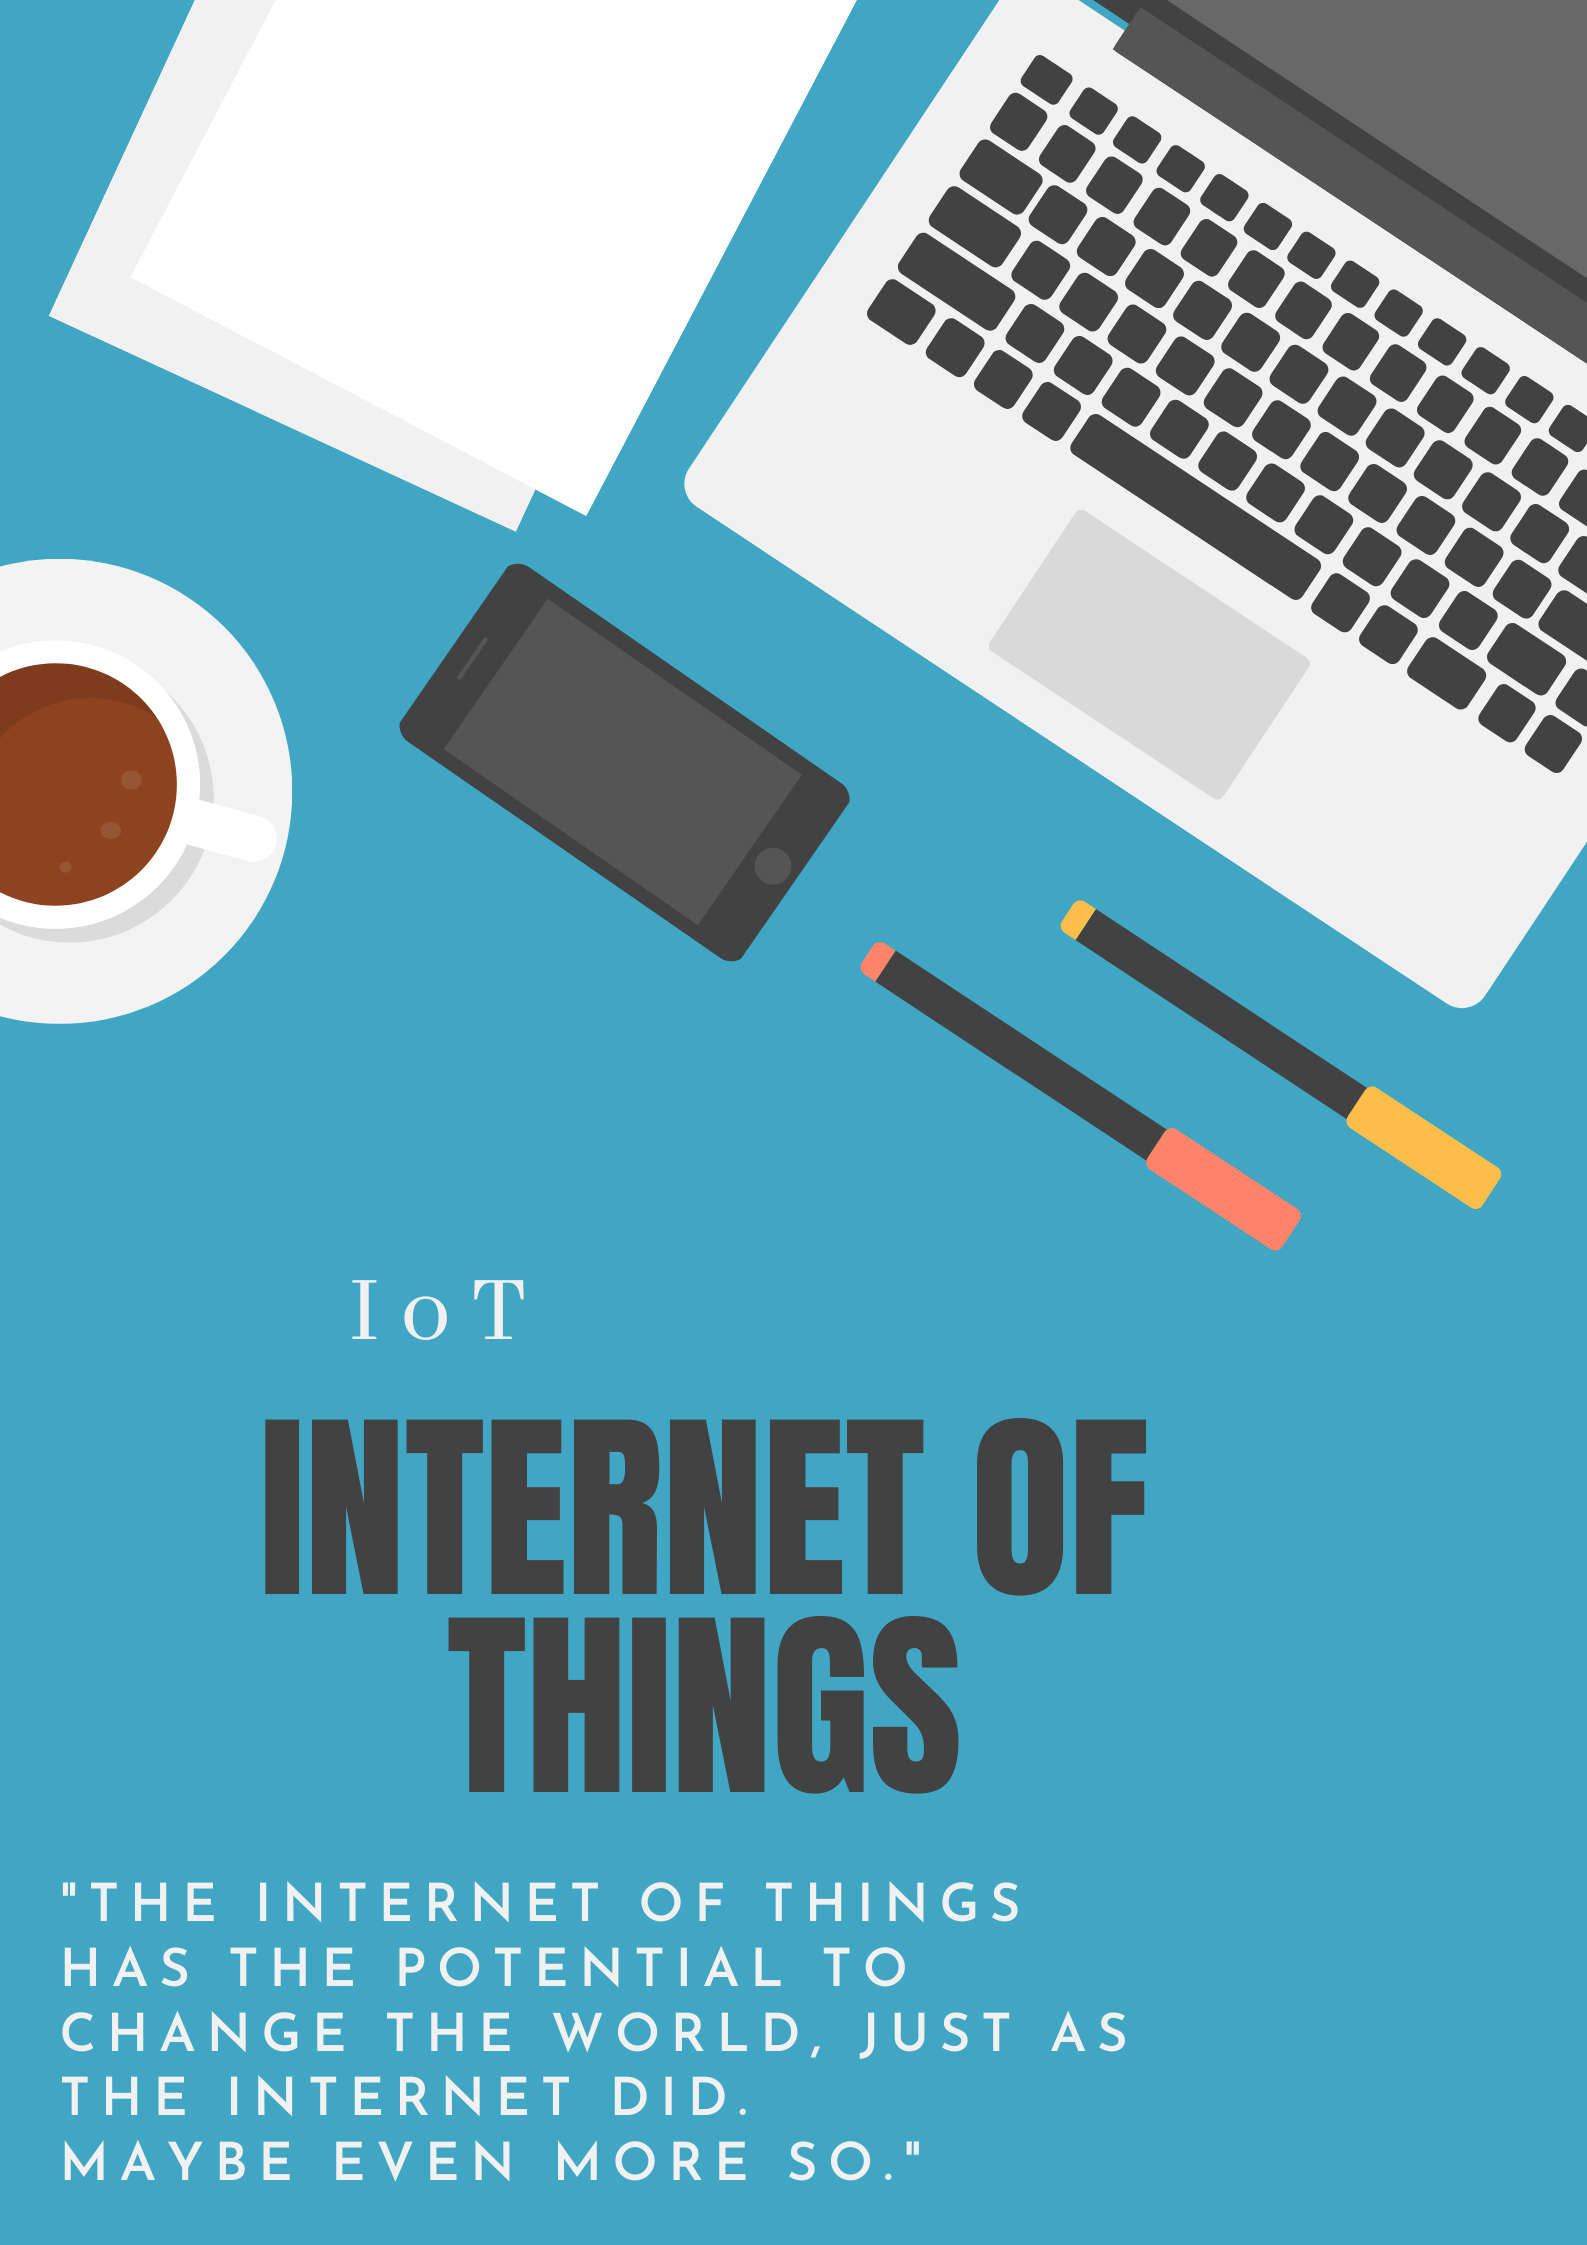 IoT
INTERNET OF
THINGS
"THE INTERNET OF THINGS
HAS THE POTENTIAL TO
CHANGE THE WORLD, JUST AS
THE INTERNET DID.
MAYBE EVEN MORE SO."